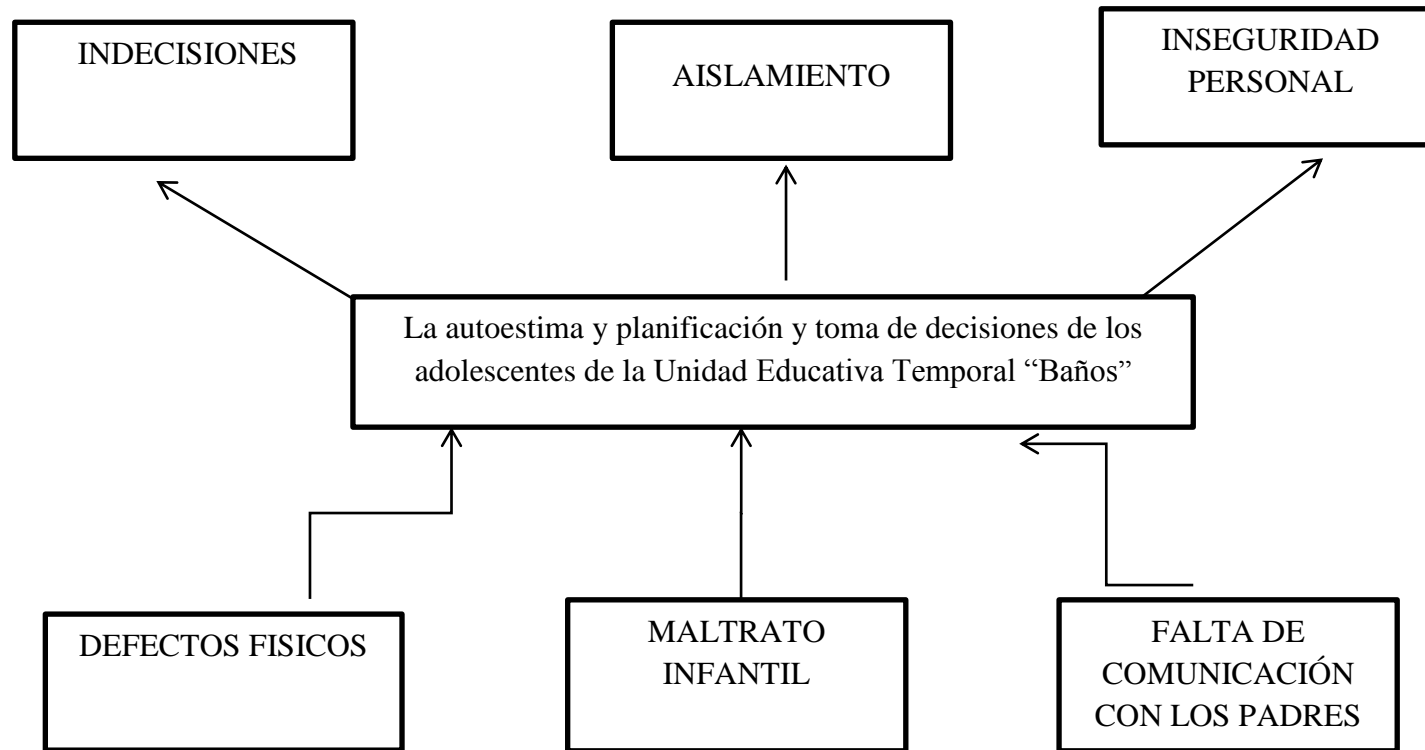 INDECISIONES
AISLAMIENTO
INSEGURIDAD
PERSONAL
La autoestima y planificación y toma de decisiones de los
adolescentes de la Unidad Educativa Temporal “Baños”
DEFECTOS FISICOS
MALTRATO
INFANTIL
FALTA DE
COMUNICACIÓN
CON LOS PADRES